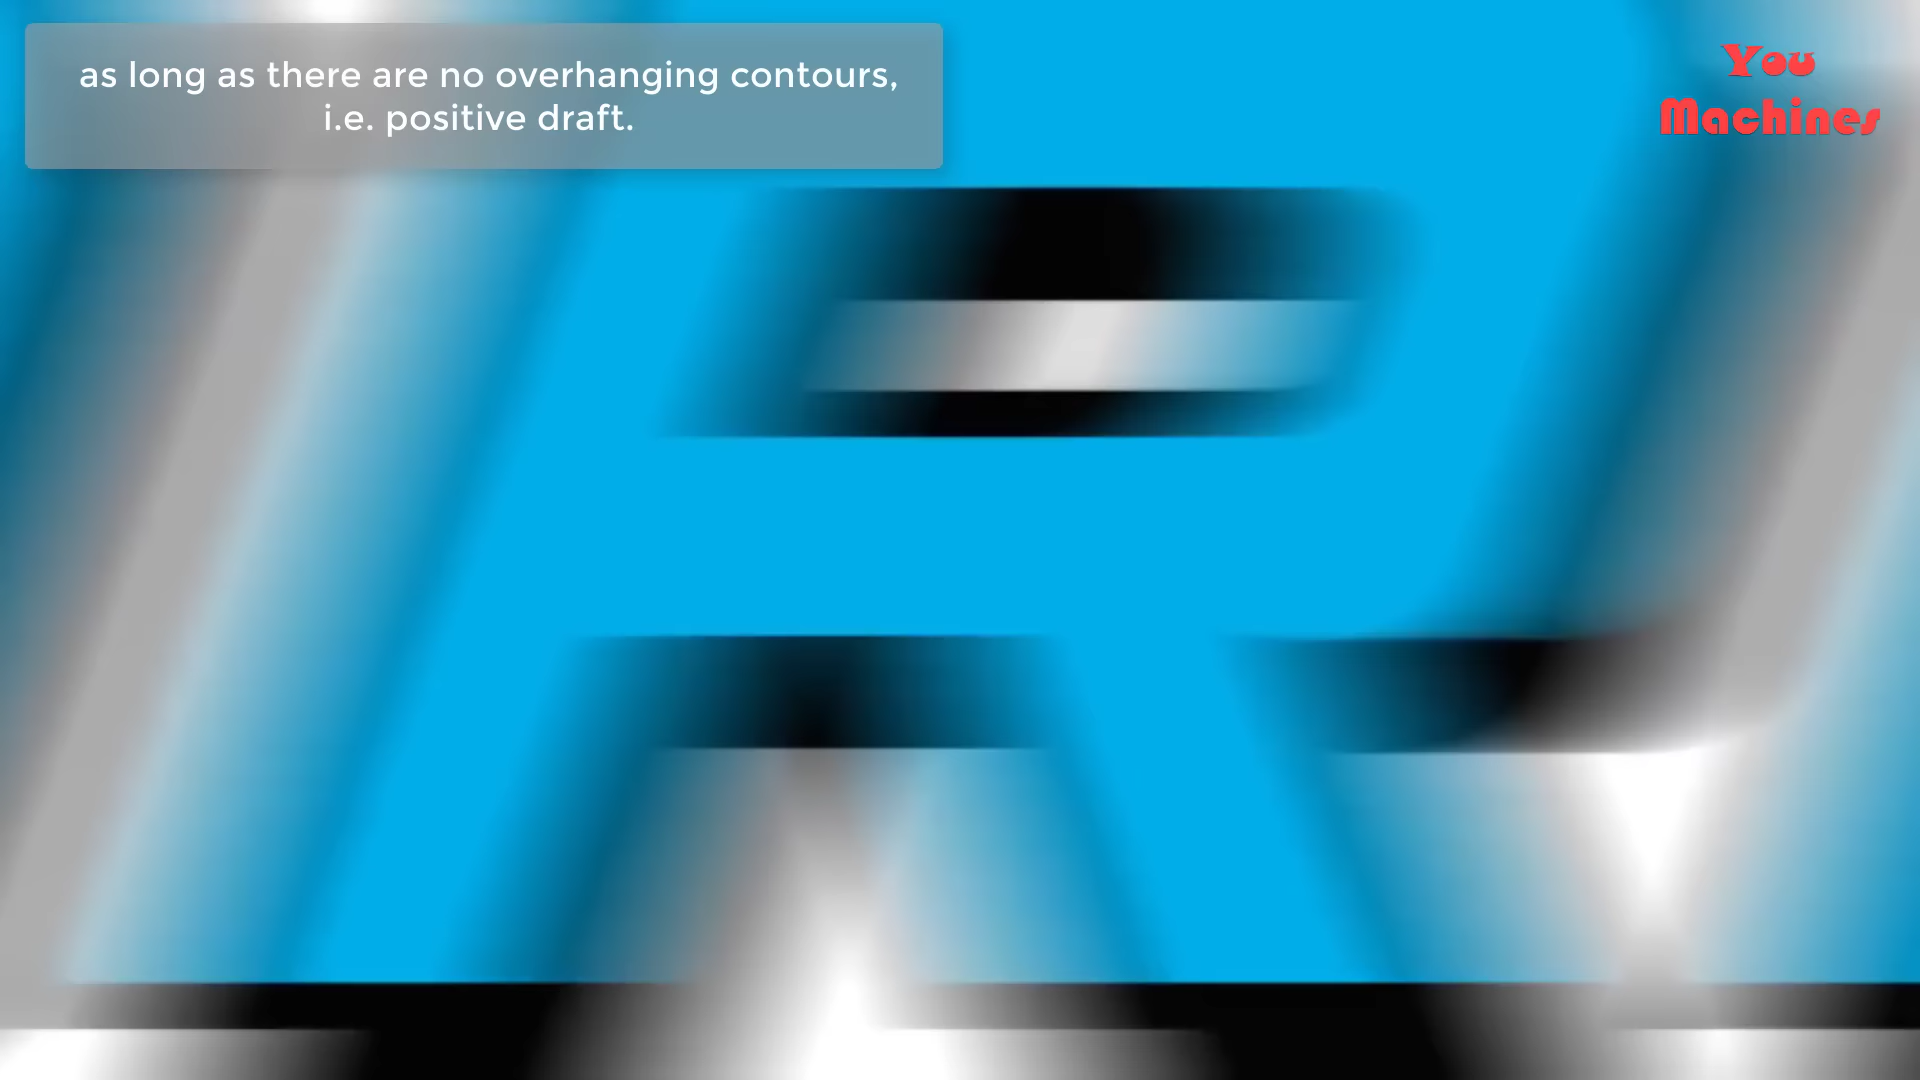 as long as there are no overhanging contours,
i.e. positive draft.
You
Machines
R